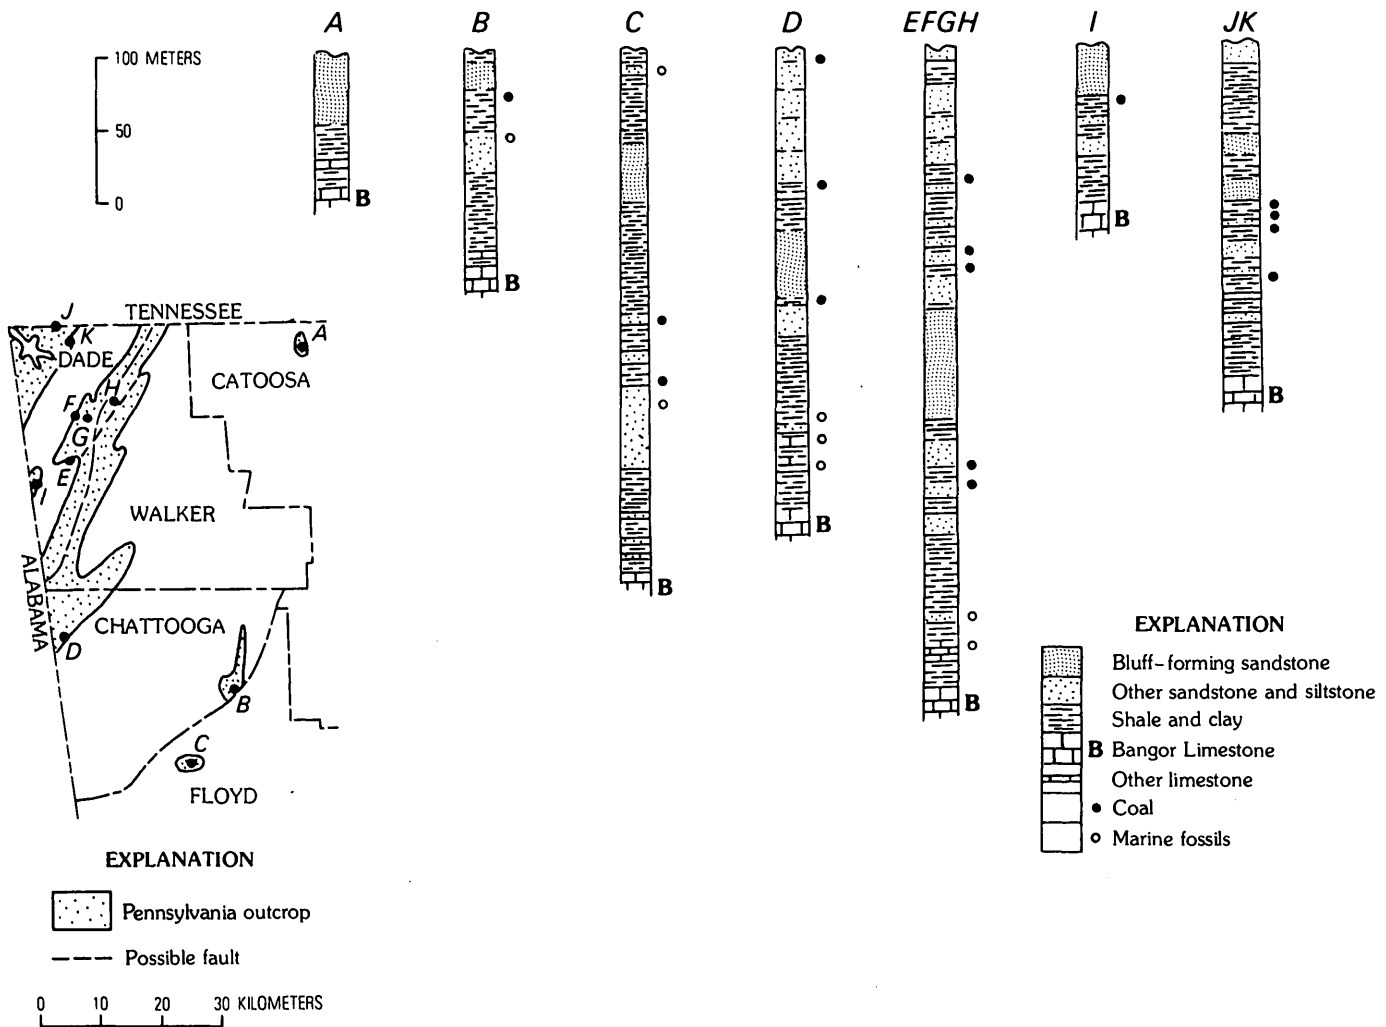 A B C D EFGH I JK
100 METERS
50
0
B
B
B
B
B
B
B
J TENNESSEE
K
A
DADE
CATOOSA
H
F
G
E
I
WALKER
ALABAMA
CHATTOOGA
D
B
C
FLOYD
EXPLANATION
Pennsylvania outcrop
Possible fault
0 10 20 30 KILOMETERS
EXPLANATION
Bluff-forming sandstone
Other sandstone and siltstone
Shale and clay
B Bangor Limestone
Other limestone
Coal
Marine fossils